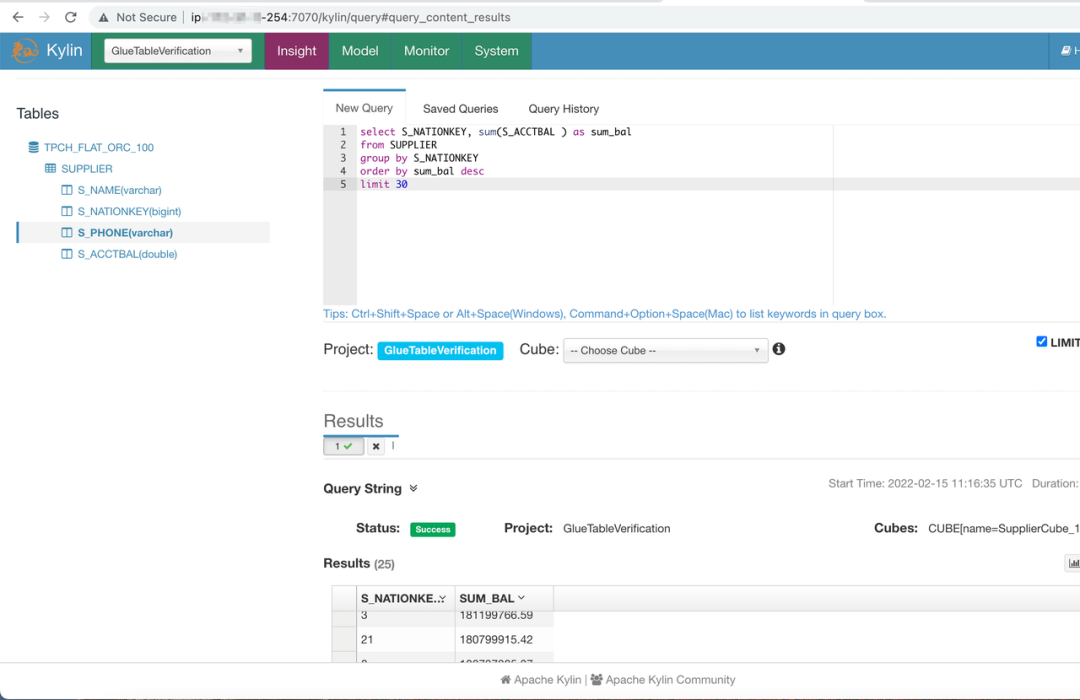 Not Secure | ip -254:7070/kylin/query#query_content_results
Kylin
GlueTableVerification
Insight
Model
Monitor
System
Tables
TPCH_FLAT_ORC_100
SUPPLIER
S_NAME(varchar)
S_NATIONKEY(bigint)
S_PHONE(varchar)
S_ACCTBAL(double)
New Query
Saved Queries
Query History
1 select S_NATIONKEY, sum(S_ACCTBAL ) as sum_bal
2 from SUPPLIER
3 group by S_NATIONKEY
4 order by sum_bal desc
5 limit 30
Tips: Ctrl+Shift+Space or Alt+Space(Windows), Command+Option+Space(Mac) to list keywords in query box.
Project: GlueTableVerification Cube: -- Choose Cube --
LIMIT
Results
1
Query String
Start Time: 2022-02-15 11:16:35 UTC Duration:
Status: Success Project: GlueTableVerification Cubes: CUBE[name=SupplierCube_1
Results (25)
S_NATIONKE... SUM_BAL
3 181199766.59
21 180799915.42
Apache Kylin | Apache Kylin Community